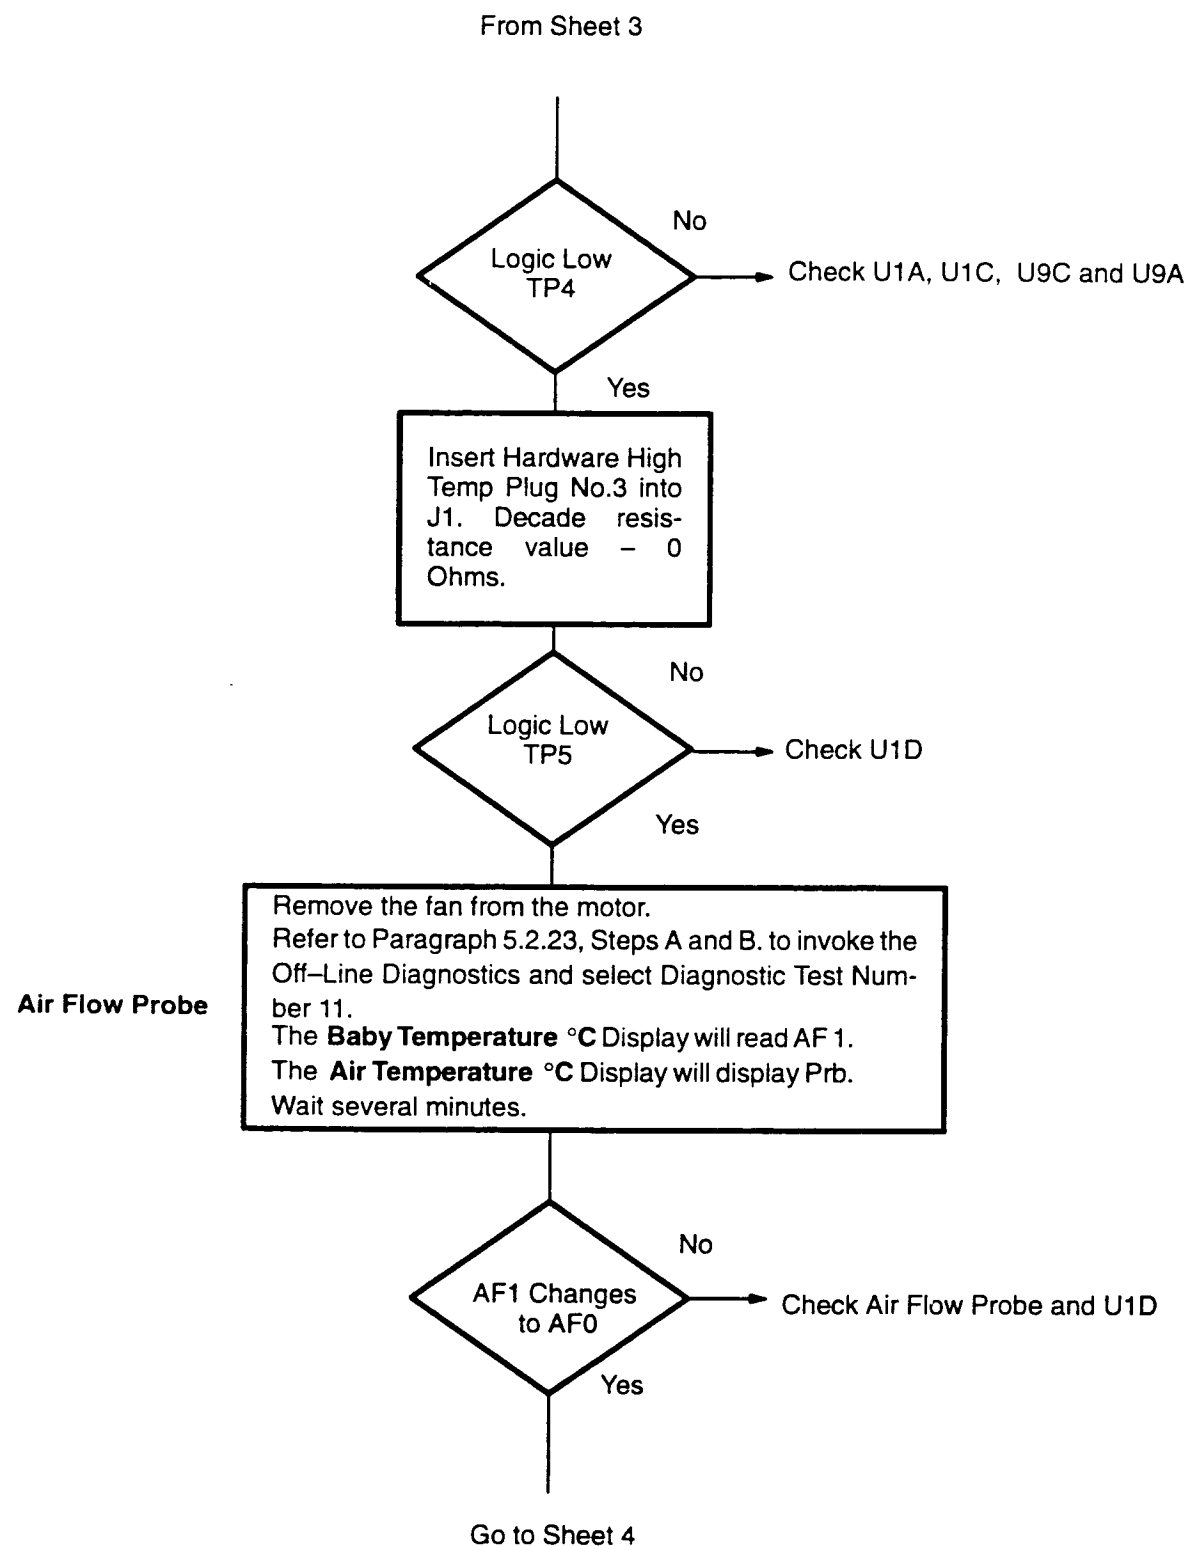 From Sheet 3
No
Logic Low
TP4
Check U1A, U1C, U9C and U9A
Yes
Insert Hardware High
Temp Plug No.3 into
J1. Decade resis-
tance value – 0
Ohms.
No
Logic Low
TP5
Check U1D
Yes
Remove the fan from the motor.
Refer to Paragraph 5.2.23, Steps A and B. to invoke the
Off–Line Diagnostics and select Diagnostic Test Num-
ber 11.
Air Flow Probe
The Baby Temperature °C Display will read AF 1.
The Air Temperature °C Display will display Prb.
Wait several minutes.
No
AF1 Changes
to AF0
Check Air Flow Probe and U1D
Yes
Go to Sheet 4